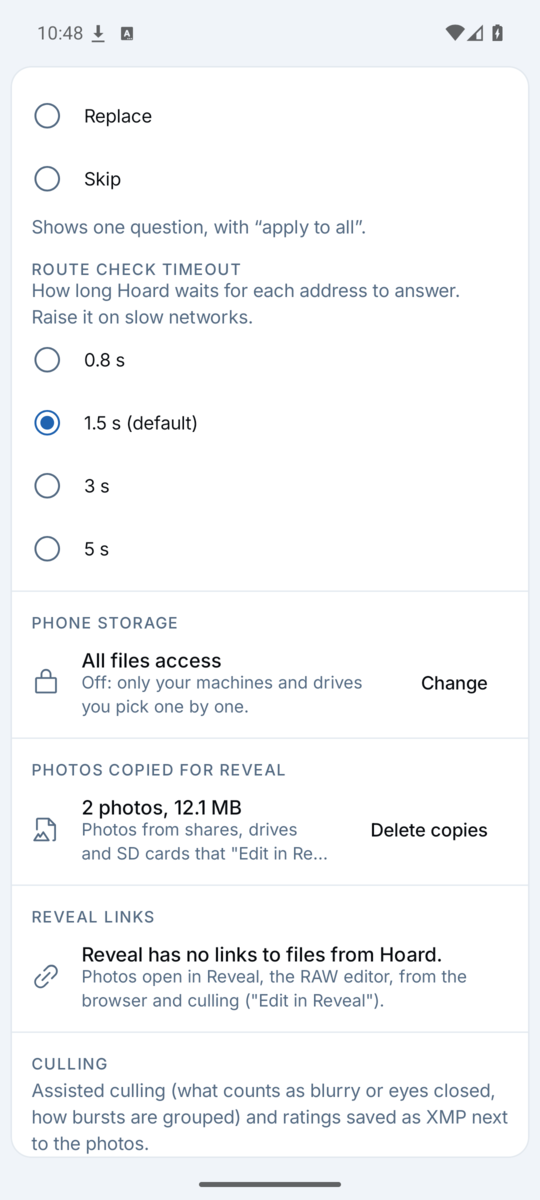 10:48
A
Replace
Skip
Shows one question, with “apply to all”.
ROUTE CHECK TIMEOUT
How long Hoard waits for each address to answer.
Raise it on slow networks.
0.8 s
1.5 s (default)
3 s
5 s
PHONE STORAGE
All files access
Off: only your machines and drives
you pick one by one.
Change
PHOTOS COPIED FOR REVEAL
2 photos, 12.1 MB
Photos from shares, drives
and SD cards that "Edit in Re...
Delete copies
REVEAL LINKS
Reveal has no links to files from Hoard.
Photos open in Reveal, the RAW editor, from the
browser and culling ("Edit in Reveal").
CULLING
Assisted culling (what counts as blurry or eyes closed,
how bursts are grouped) and ratings saved as XMP next
to the photos.